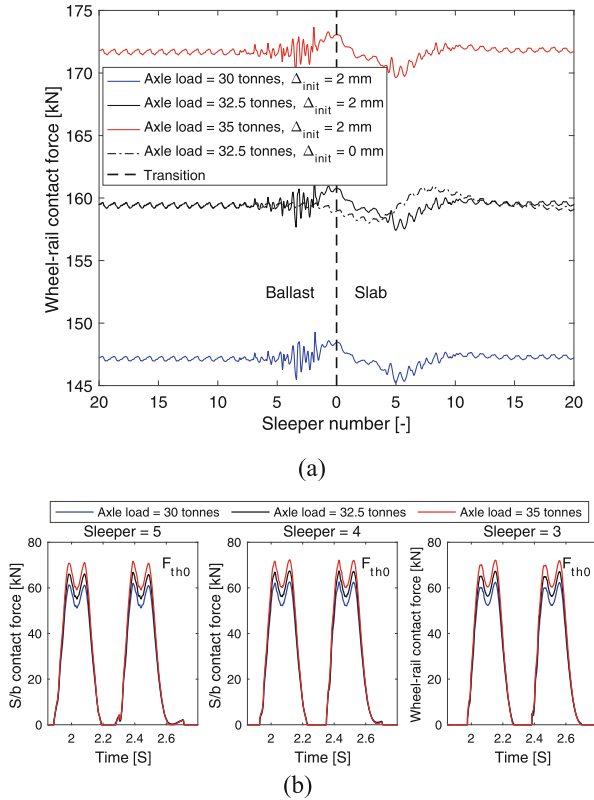 175
170
165
160
155
150
145
Wheel-rail contact force [kN]
Axle load = 30 tonnes, Δinit = 2 mm
Axle load = 32.5 tonnes, Δinit = 2 mm
Axle load = 35 tonnes, Δinit = 2 mm
Axle load = 32.5 tonnes, Δinit = 0 mm
Transition
Ballast Slab
20 15 10 5 0 5 10 15 20
Sleeper number [-]
(a)
Axle load = 30 tonnes Axle load = 32.5 tonnes Axle load = 35 tonnes
Sleeper = 5
S/b contact force [kN]
80
60
40
20
0
Fth0
2 2.2 2.4 2.6
Time [S]
Sleeper = 4
S/b contact force [kN]
80
60
40
20
0
Fth0
2 2.2 2.4 2.6
Time [S]
Sleeper = 3
Wheel-rail contact force [kN]
80
60
40
20
0
Fth0
2 2.2 2.4 2.6
Time [S]
(b)